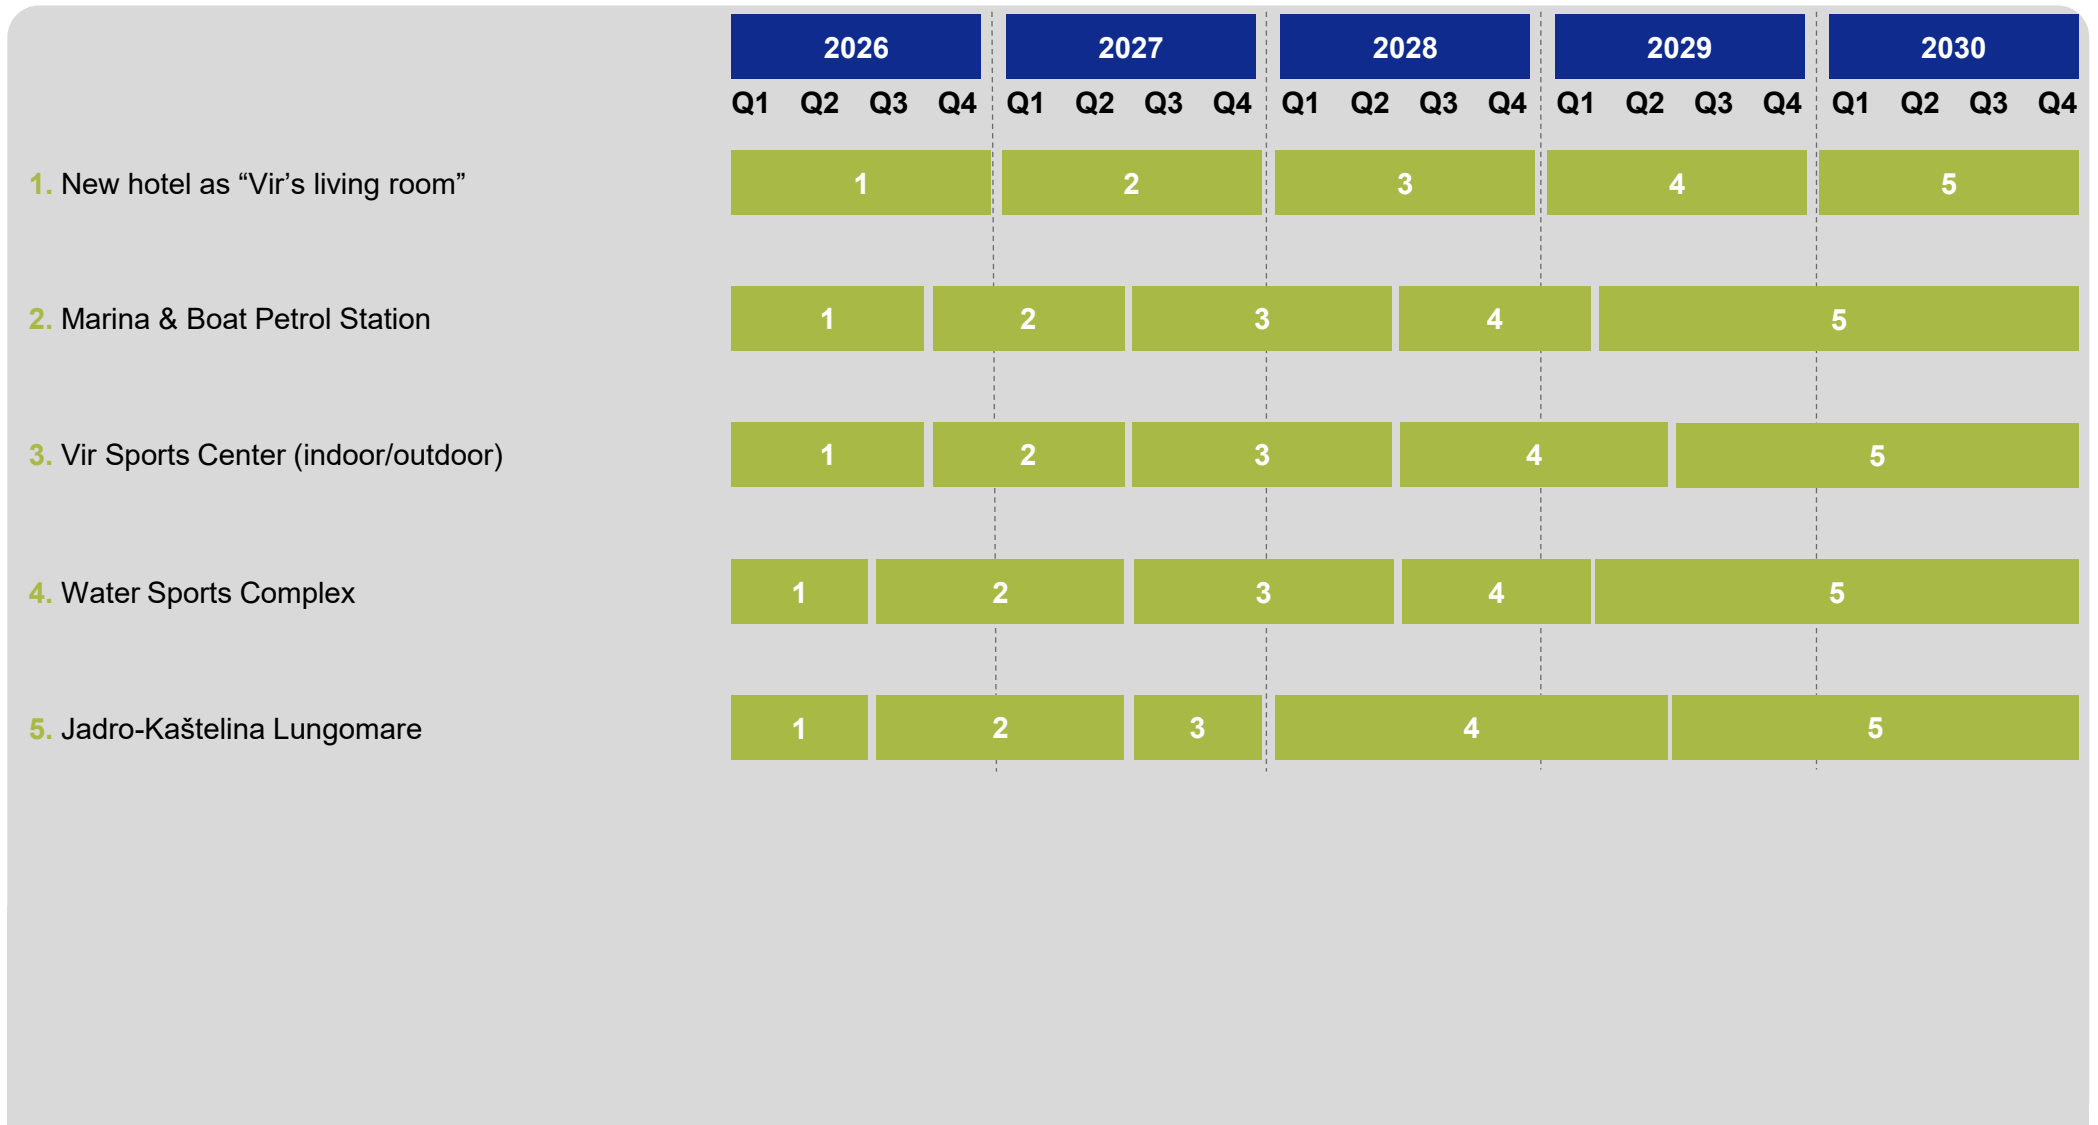 2026 2027 2028 2029 2030
Q1 Q2 Q3 Q4 Q1 Q2 Q3 Q4 Q1 Q2 Q3 Q4 Q1 Q2 Q3 Q4 Q1 Q2 Q3 Q4
1. New hotel as “Vir’s living room” 1 2 3 4 5
2. Marina & Boat Petrol Station 1 2 3 4 5
3. Vir Sports Center (indoor/outdoor) 1 2 3 4 5
4. Water Sports Complex 1 2 3 4 5
5. Jadro-Kaštelina Lungomare 1 2 3 4 5